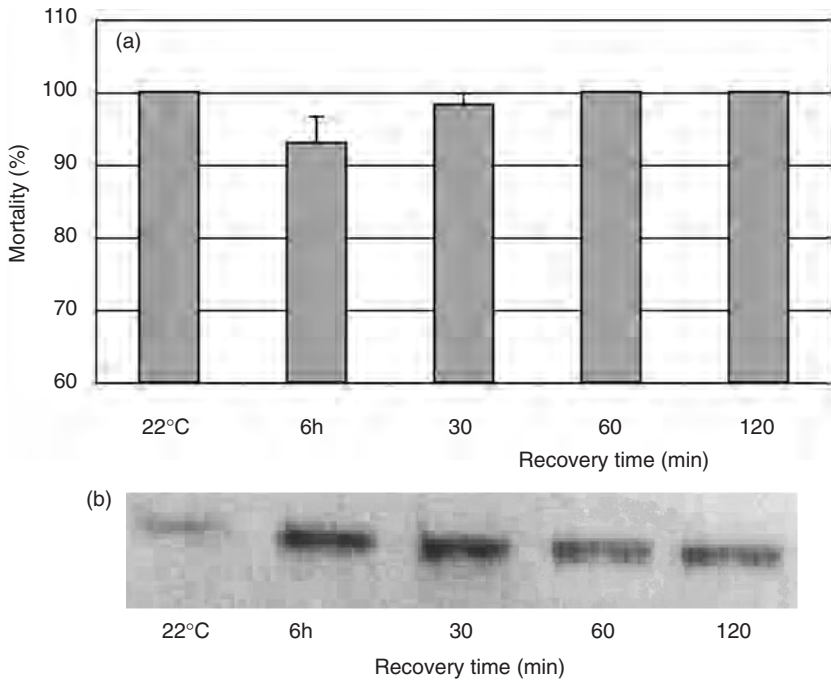 110
(a)
100
90
80
70
60
Mortality (%)
22°C 6h 30 60 120
Recovery time (min)
(b)
22°C 6h 30 60 120
Recovery time (min)